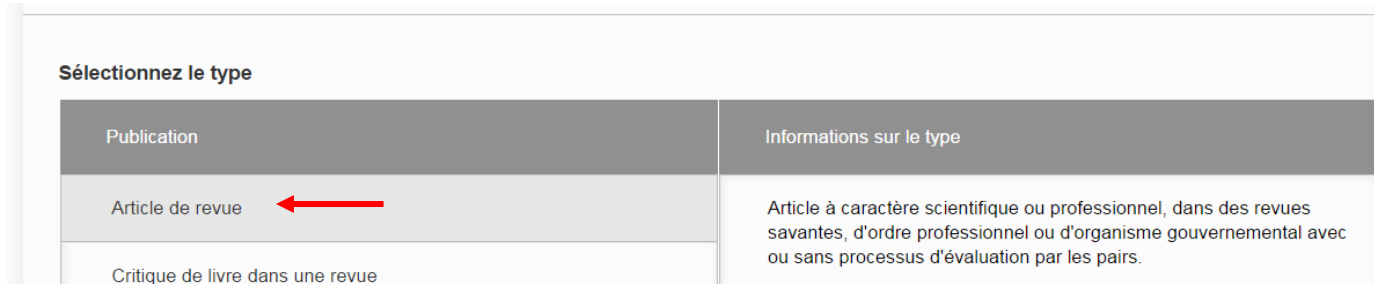 Sélectionnez le type
Publication
Informations sur le type
Article de revue
Article à caractère scientifique ou professionnel, dans des revues
savantes, d'ordre professionnel ou d'organisme gouvernemental avec
ou sans processus d'évaluation par les pairs.
Critique de livre dans une revue